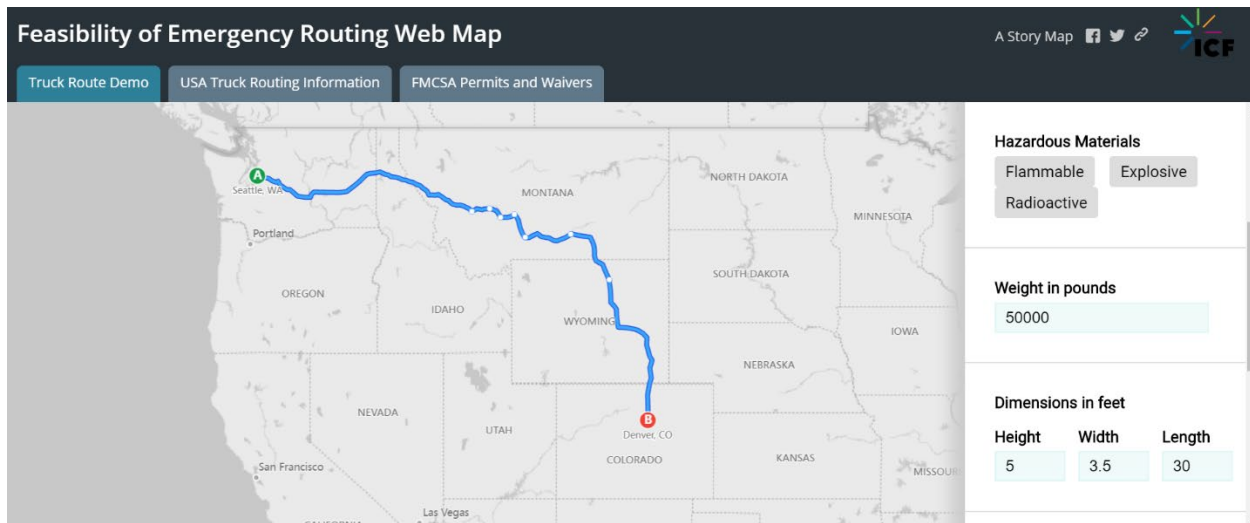 Feasibility of Emergency Routing Web Map
A Story Map
ICF
Truck Route Demo
USA Truck Routing Information
FMCSA Permits and Waivers
Seattle, WA
A
Portland
MONTANA
NORTH DAKOTA
MINNESOTA
OREGON
IDAHO
SOUTH DAKOTA
WYOMING
IOWA
NEBRASKA
NEVADA
UTAH
B
Denver, CO
COLORADO
KANSAS
San Francisco
Las Vegas
Hazardous Materials
Flammable
Explosive
Radioactive
Weight in pounds
50000
Dimensions in feet
Height Width Length
5 3.5 30